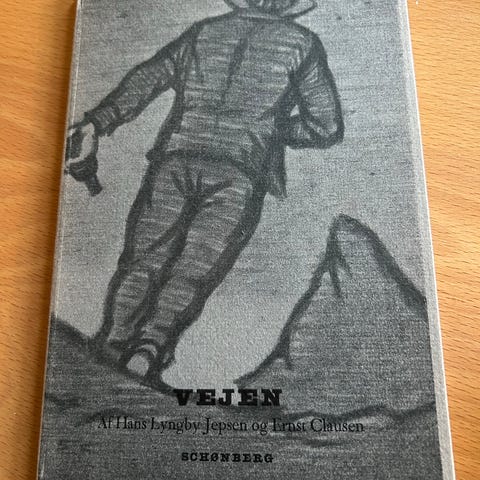 VEJEN
Af Hans Lyngby Jepsen og Ernst Clausen
SCHØNBERG